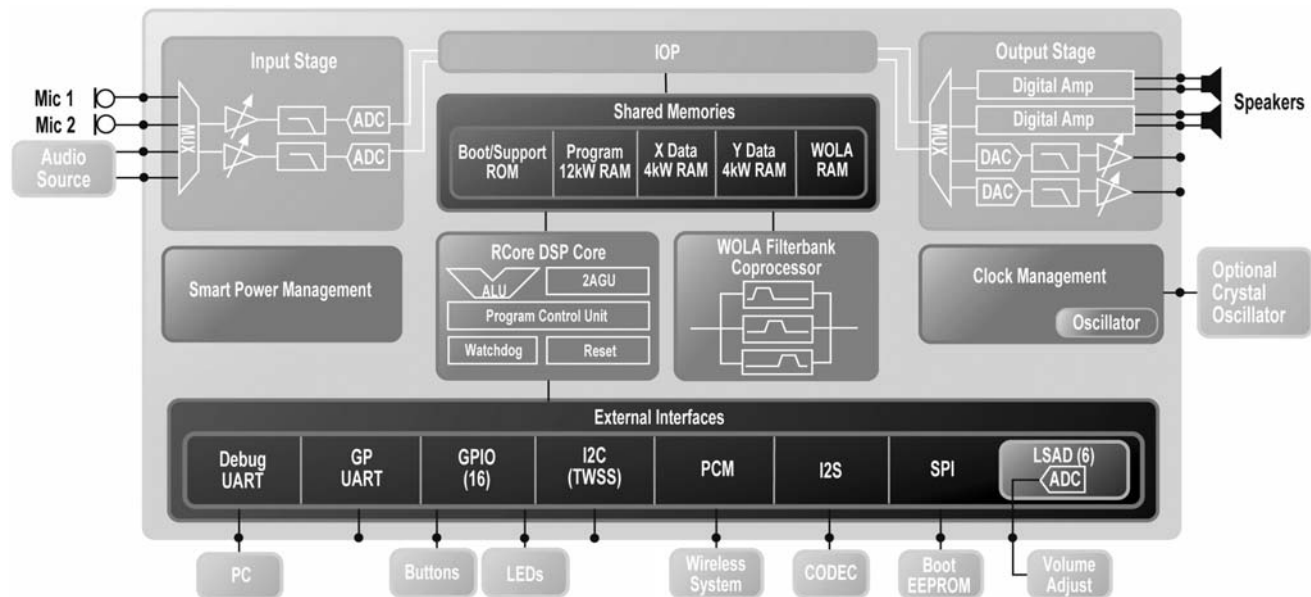 Input Stage
IOP
Output Stage
Mic 1
Mic 2
Audio
Source
MUX
ADC
ADC
Shared Memories
Boot/Support
ROM
Program
12kW RAM
X Data
4kW RAM
Y Data
4kW RAM
WOLA
RAM
MUX
Digital Amp
Digital Amp
DAC
DAC
Speakers
Smart Power Management
RCore DSP Core
ALU
2AGU
Program Control Unit
Watchdog
Reset
WOLA Filterbank
Coprocessor
Clock Management
Oscillator
Optional
Crystal
Oscillator
External Interfaces
Debug
UART
GP
UART
GPIO
(16)
I2C
(TWSS)
PCM
I2S
SPI
LSAD (6)
ADC
PC
Buttons
LEDs
Wireless
System
CODEC
Boot
EEPROM
Volume
Adjust